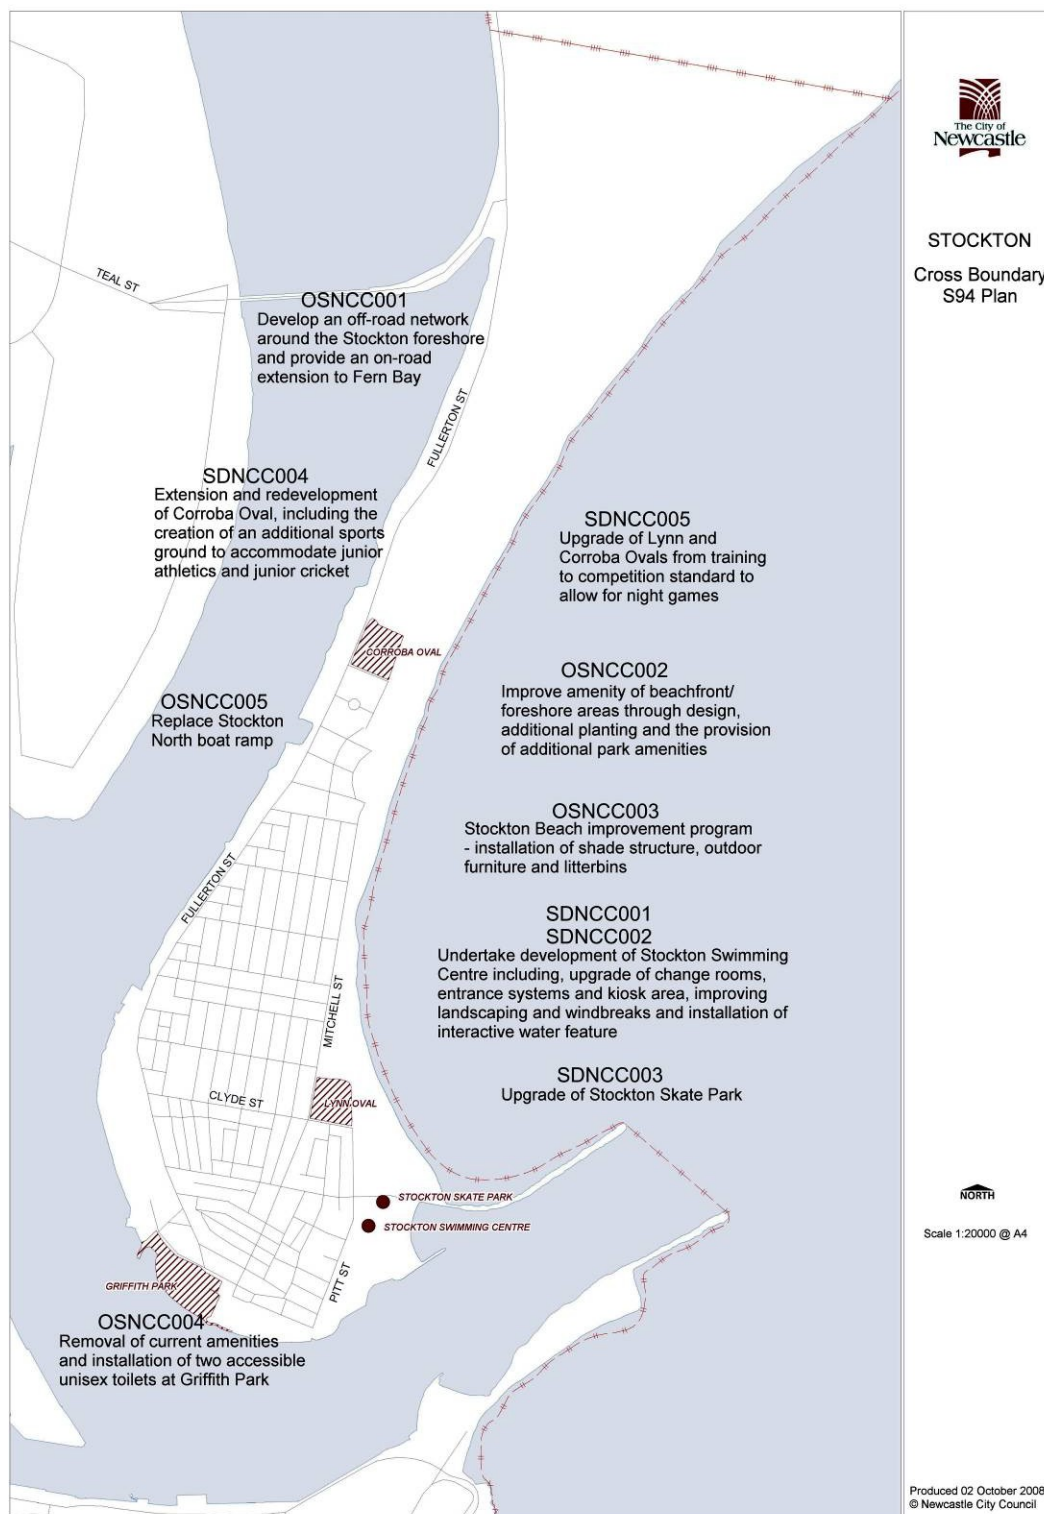 The City of
Newcastle
STOCKTON
Cross Boundary
S94 Plan
TEAL ST
OSNCC001
Develop an off-road network
around the Stockton foreshore
and provide an on-road
extension to Fern Bay
FULLERTON ST
SDNCC004
Extension and redevelopment
of Corroba Oval, including the
creation of an additional sports
ground to accommodate junior
athletics and junior cricket
SDNCC005
Upgrade of Lynn and
Corroba Ovals from training
to competition standard to
allow for night games
CORROBA OVAL
OSNCC002
Improve amenity of beachfront/
foreshore areas through design,
additional planting and the provision
of additional park amenities
OSNCC005
Replace Stockton
North boat ramp
OSNCC003
Stockton Beach improvement program
- installation of shade structure, outdoor
furniture and litterbins
FULLERTON ST
SDNCC001
SDNCC002
Undertake development of Stockton Swimming
Centre including, upgrade of change rooms,
entrance systems and kiosk area, improving
landscaping and windbreaks and installation of
interactive water feature
MITCHELL ST
SDNCC003
Upgrade of Stockton Skate Park
CLYDE ST
LYNN OVAL
STOCKTON SKATE PARK
STOCKTON SWIMMING CENTRE
NORTH
Scale 1:20000 @ A4
GRIFFITH PARK
PITT ST
OSNCC004
Removal of current amenities
and installation of two accessible
unisex toilets at Griffith Park
Produced 02 October 2008
© Newcastle City Council